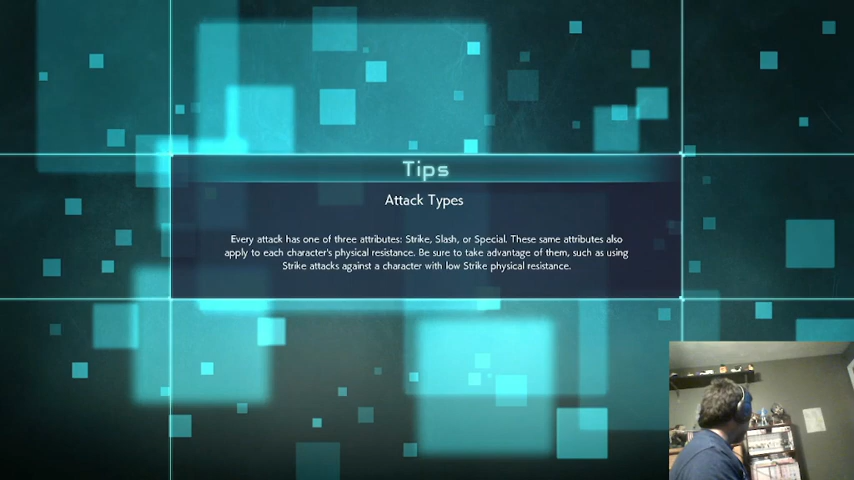 Tips
Attack Types
Every attack has one of three attributes: Strike, Slash, or Special. These same attributes also
apply to each character's physical resistance. Be sure to take advantage of them, such as using
Strike attacks against a character with low Strike physical resistance.